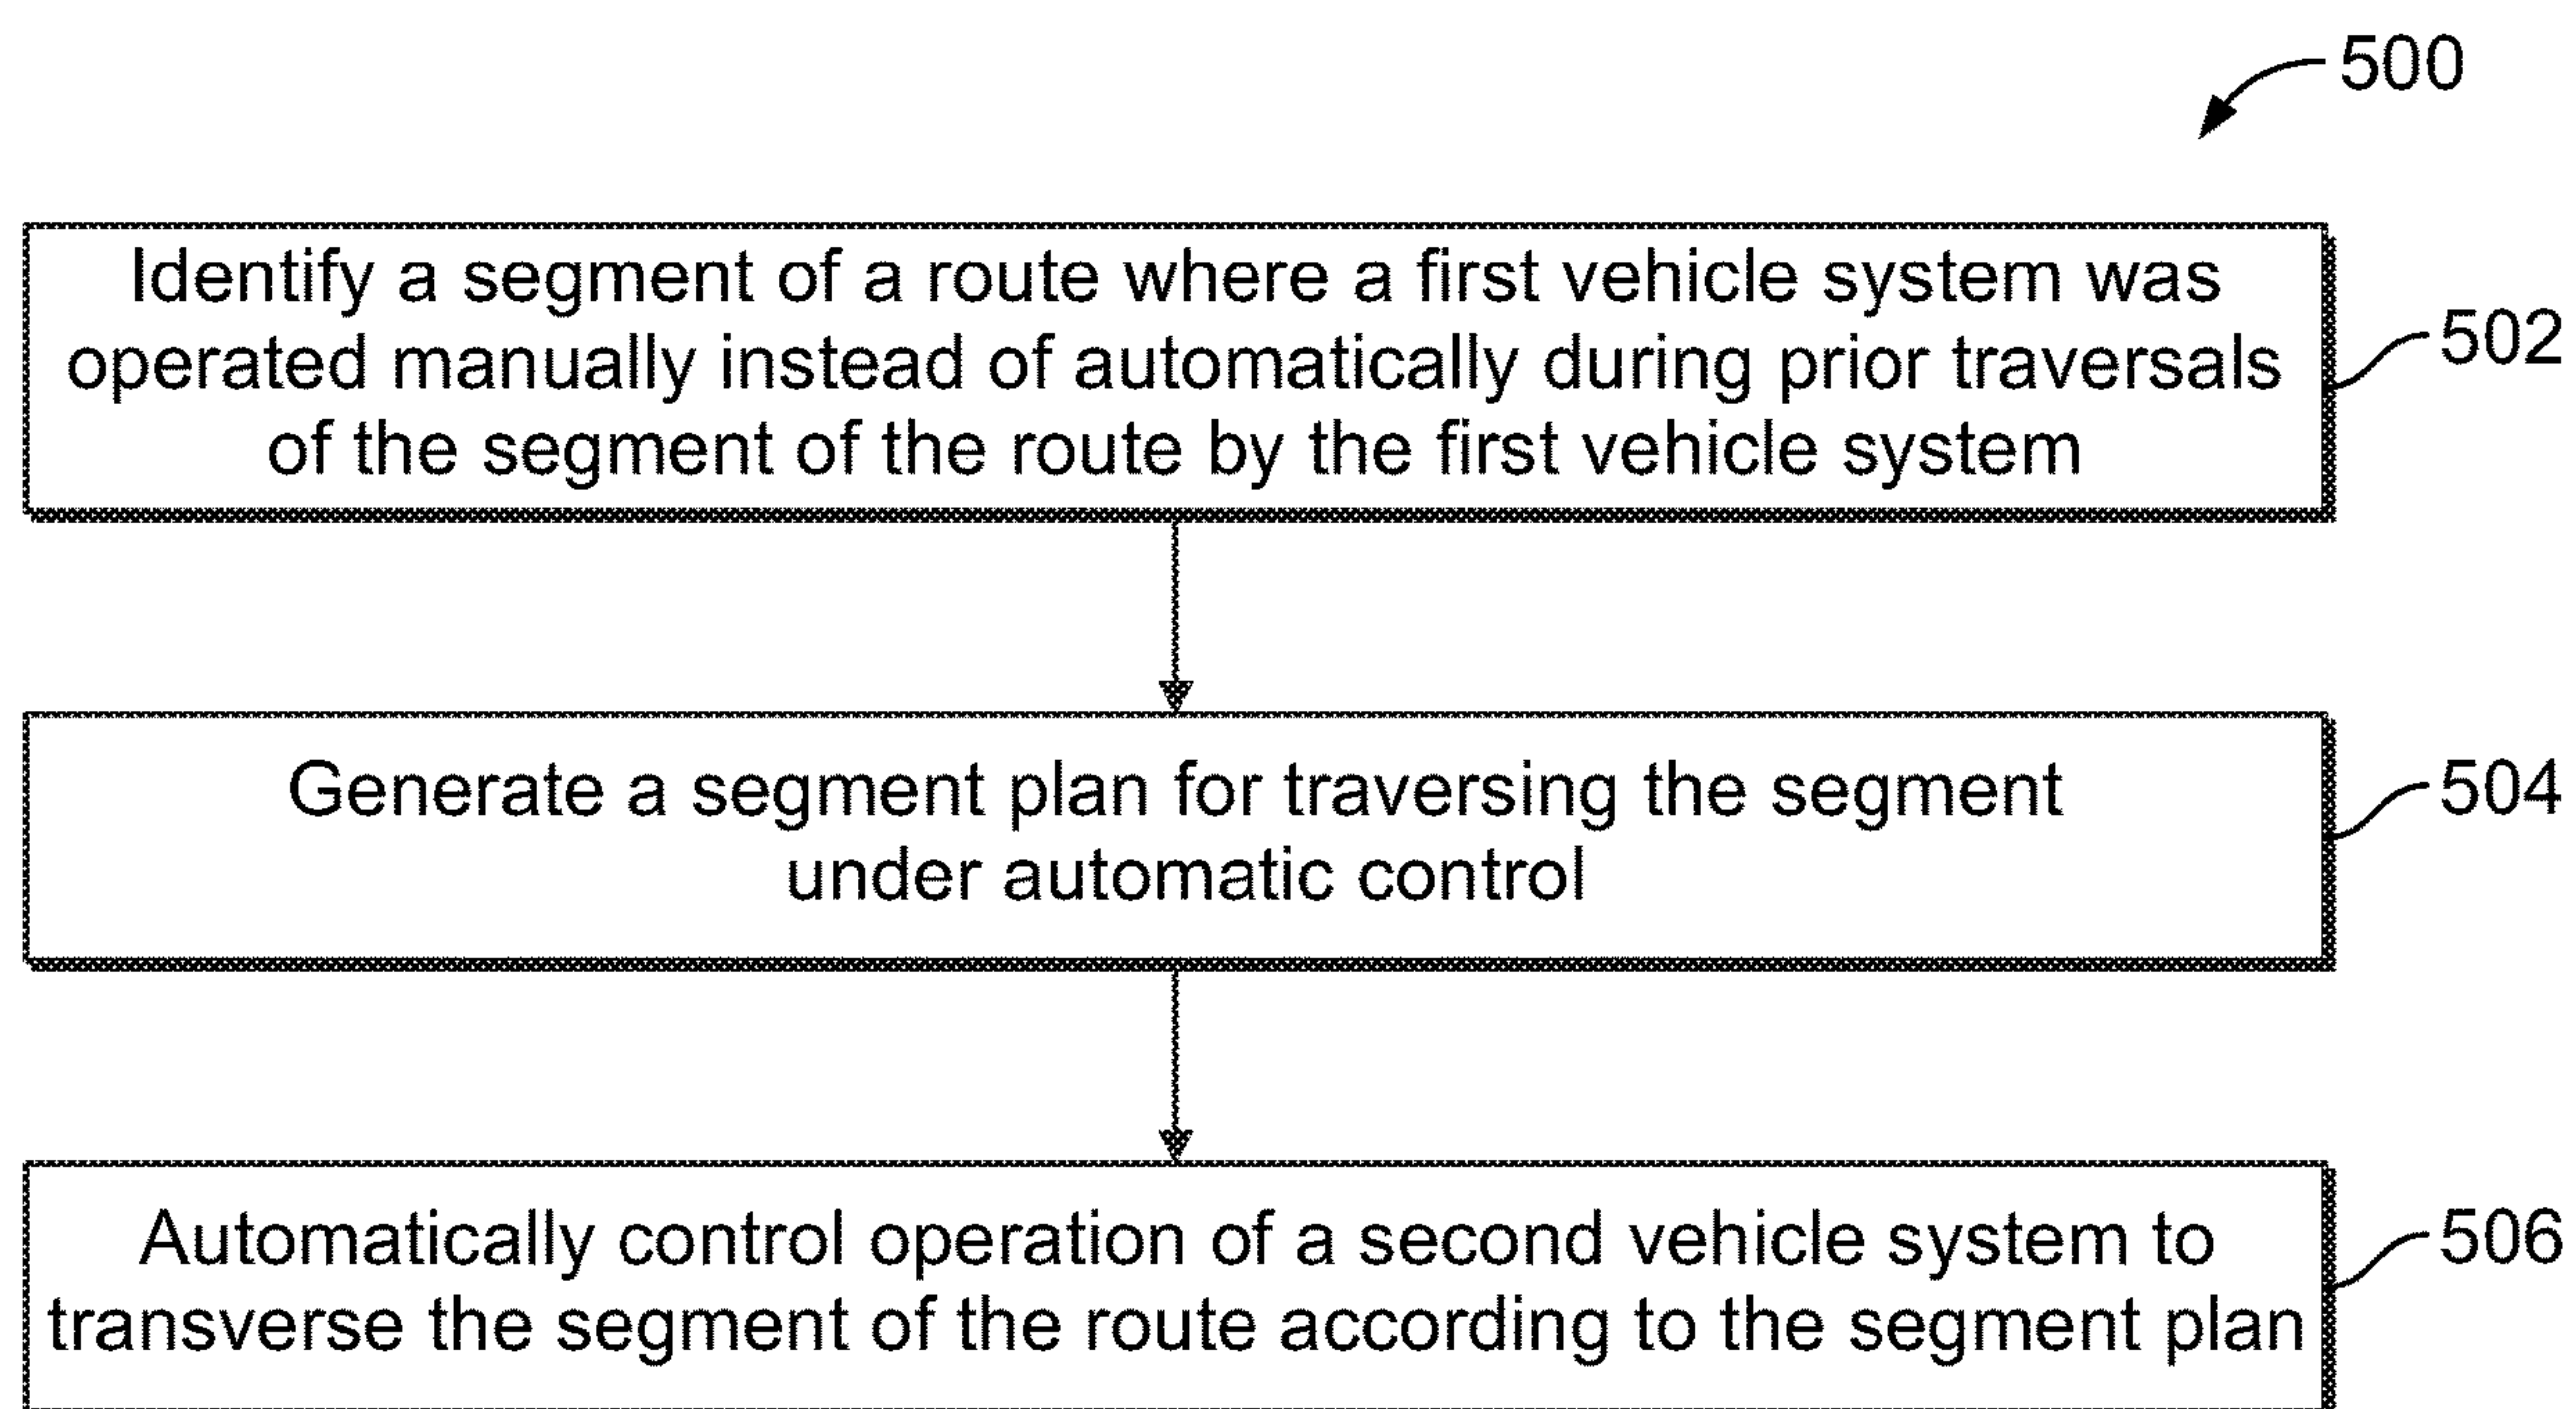 500
Identify a segment of a route where a first vehicle system was
operated manually instead of automatically during prior traversals
of the segment of the route by the first vehicle system
502
Generate a segment plan for traversing the segment
under automatic control
504
Automatically control operation of a second vehicle system to
transverse the segment of the route according to the segment plan
506